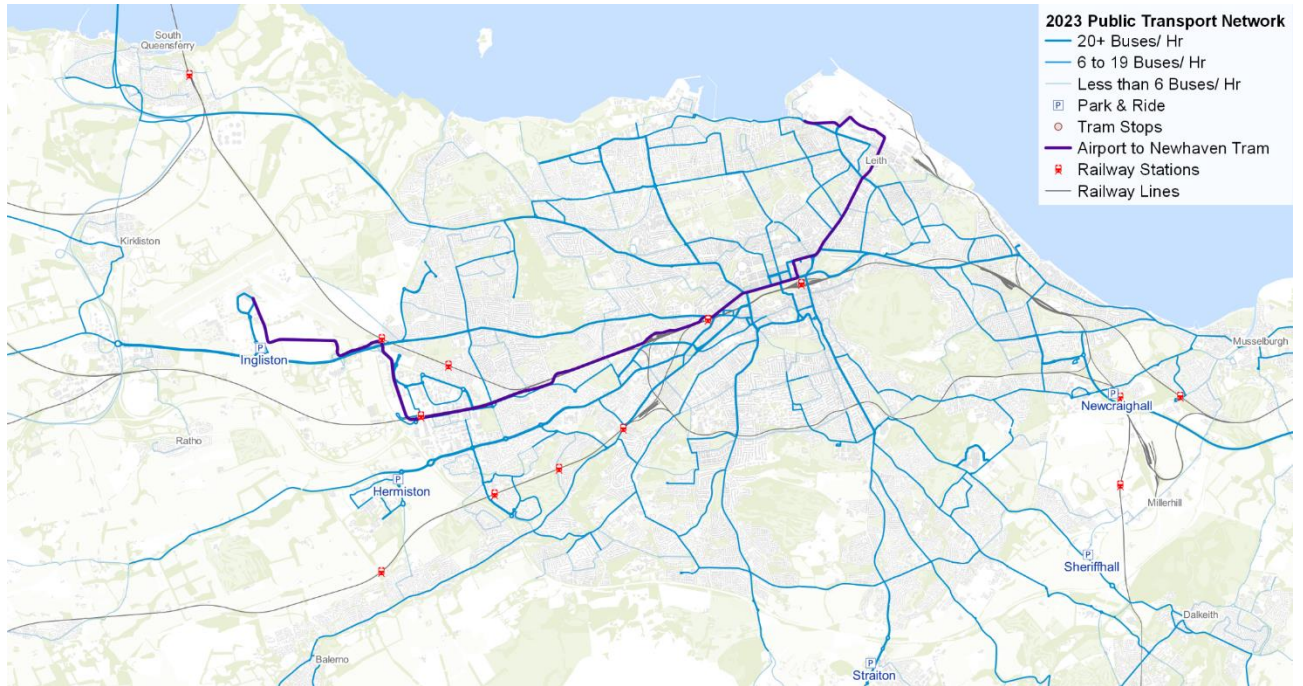 2023 Public Transport Network
20+ Buses/ Hr
6 to 19 Buses/ Hr
Less than 6 Buses/ Hr
P Park & Ride
Tram Stops
Airport to Newhaven Tram
Railway Stations
Railway Lines
South
Queensferry
Leith
Kirkliston
P
Ingliston
Musselburgh
P
Newcraighall
Ratho
P
Hermiston
Millerhill
P
Sheriffhall
Dalkeith
Balerno
P
Straiton